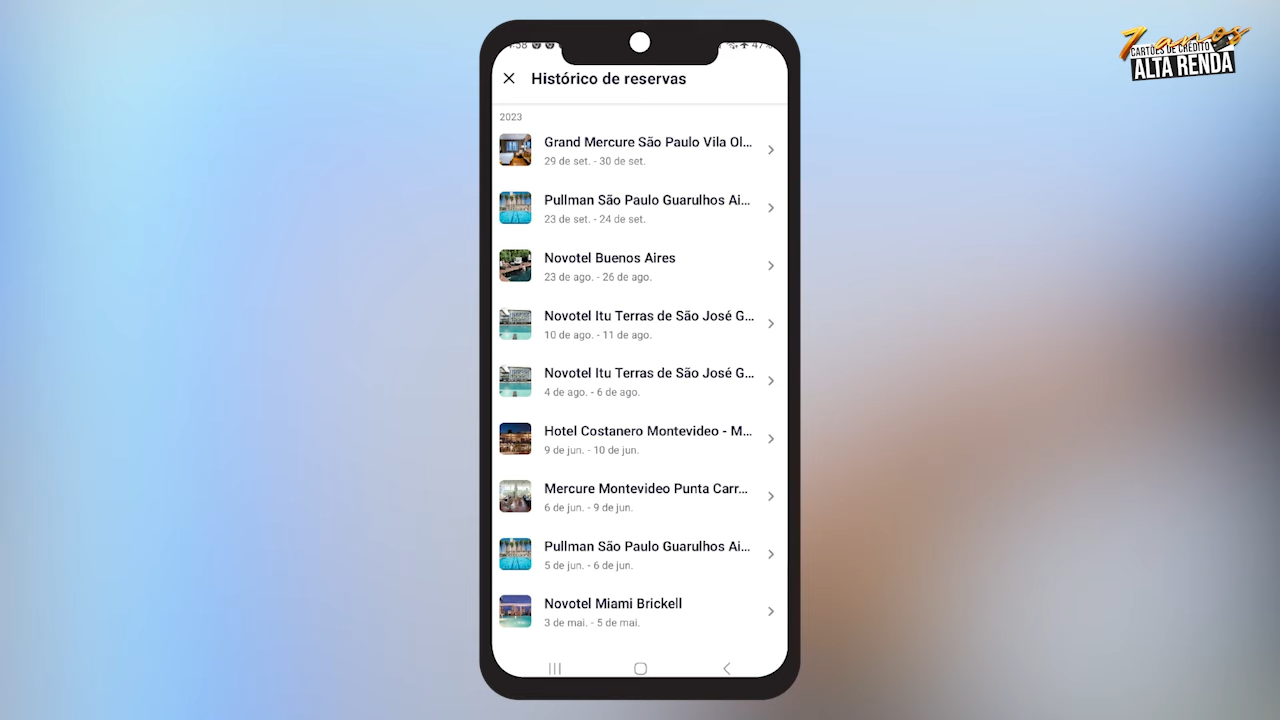 7 anos
CARTÕES DE CRÉDITO
ALTA RENDA
47%
Histórico de reservas
2023
Grand Mercure São Paulo Vila Ol...
29 de set. - 30 de set.
Pullman São Paulo Guarulhos Ai...
23 de set. - 24 de set.
Novotel Buenos Aires
23 de ago. - 26 de ago.
Novotel Itu Terras de São José G...
10 de ago. - 11 de ago.
Novotel Itu Terras de São José G...
4 de ago. - 6 de ago.
Hotel Costanero Montevideo - M...
9 de jun. - 10 de jun.
Mercure Montevideo Punta Carr...
6 de jun. - 9 de jun.
Pullman São Paulo Guarulhos Ai...
5 de jun. - 6 de jun.
Novotel Miami Brickell
3 de mai. - 5 de mai.